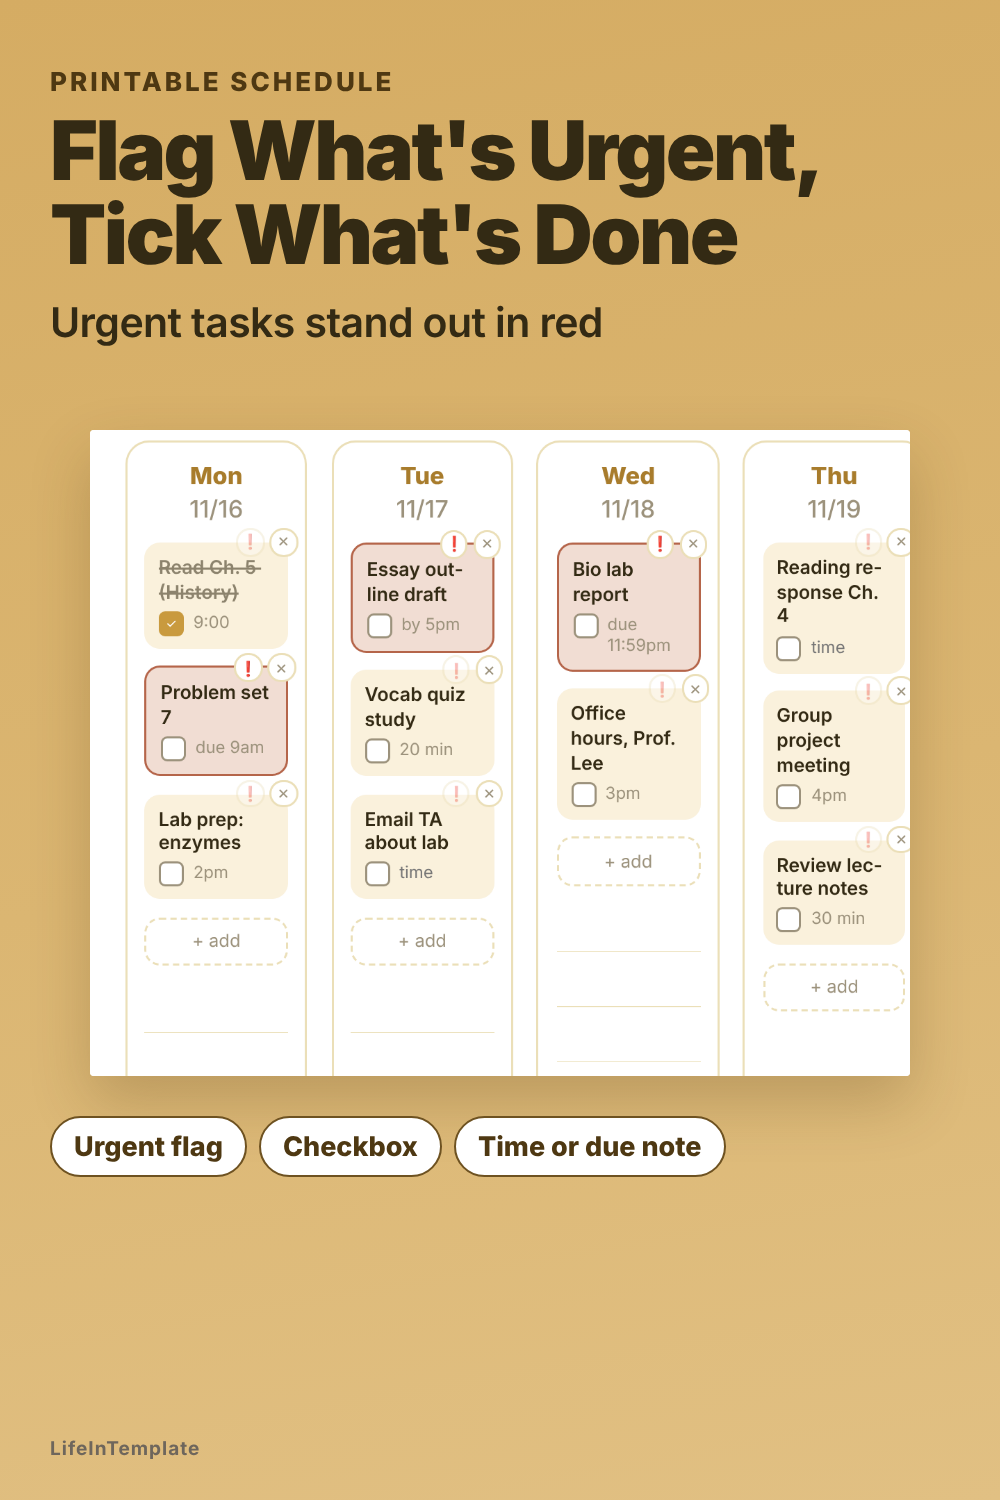 PRINTABLE SCHEDULE
Flag What's Urgent,
Tick What's Done
Urgent tasks stand out in red
Mon
11/16
❗ ✕
Read Ch. 5
(History)
✓ 9:00
❗ ✕
Problem set
7
due 9am
❗ ✕
Lab prep:
enzymes
2pm
+ add
Tue
11/17
❗ ✕
Essay out-
line draft
by 5pm
❗ ✕
Vocab quiz
study
20 min
❗ ✕
Email TA
about lab
time
+ add
Wed
11/18
❗ ✕
Bio lab
report
due
11:59pm
❗ ✕
Office
hours, Prof.
Lee
3pm
+ add
Thu
11/19
❗ ✕
Reading re-
sponse Ch.
4
time
❗ ✕
Group
project
meeting
4pm
❗ ✕
Review lec-
ture notes
30 min
+ add
Urgent flag
Checkbox
Time or due note
LifeInTemplate